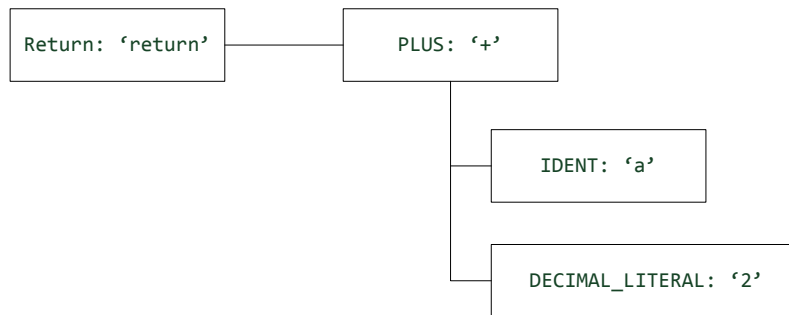 Return: ‘return’
PLUS: ‘+’
IDENT: ‘a’
DECIMAL_LITERAL: ‘2’